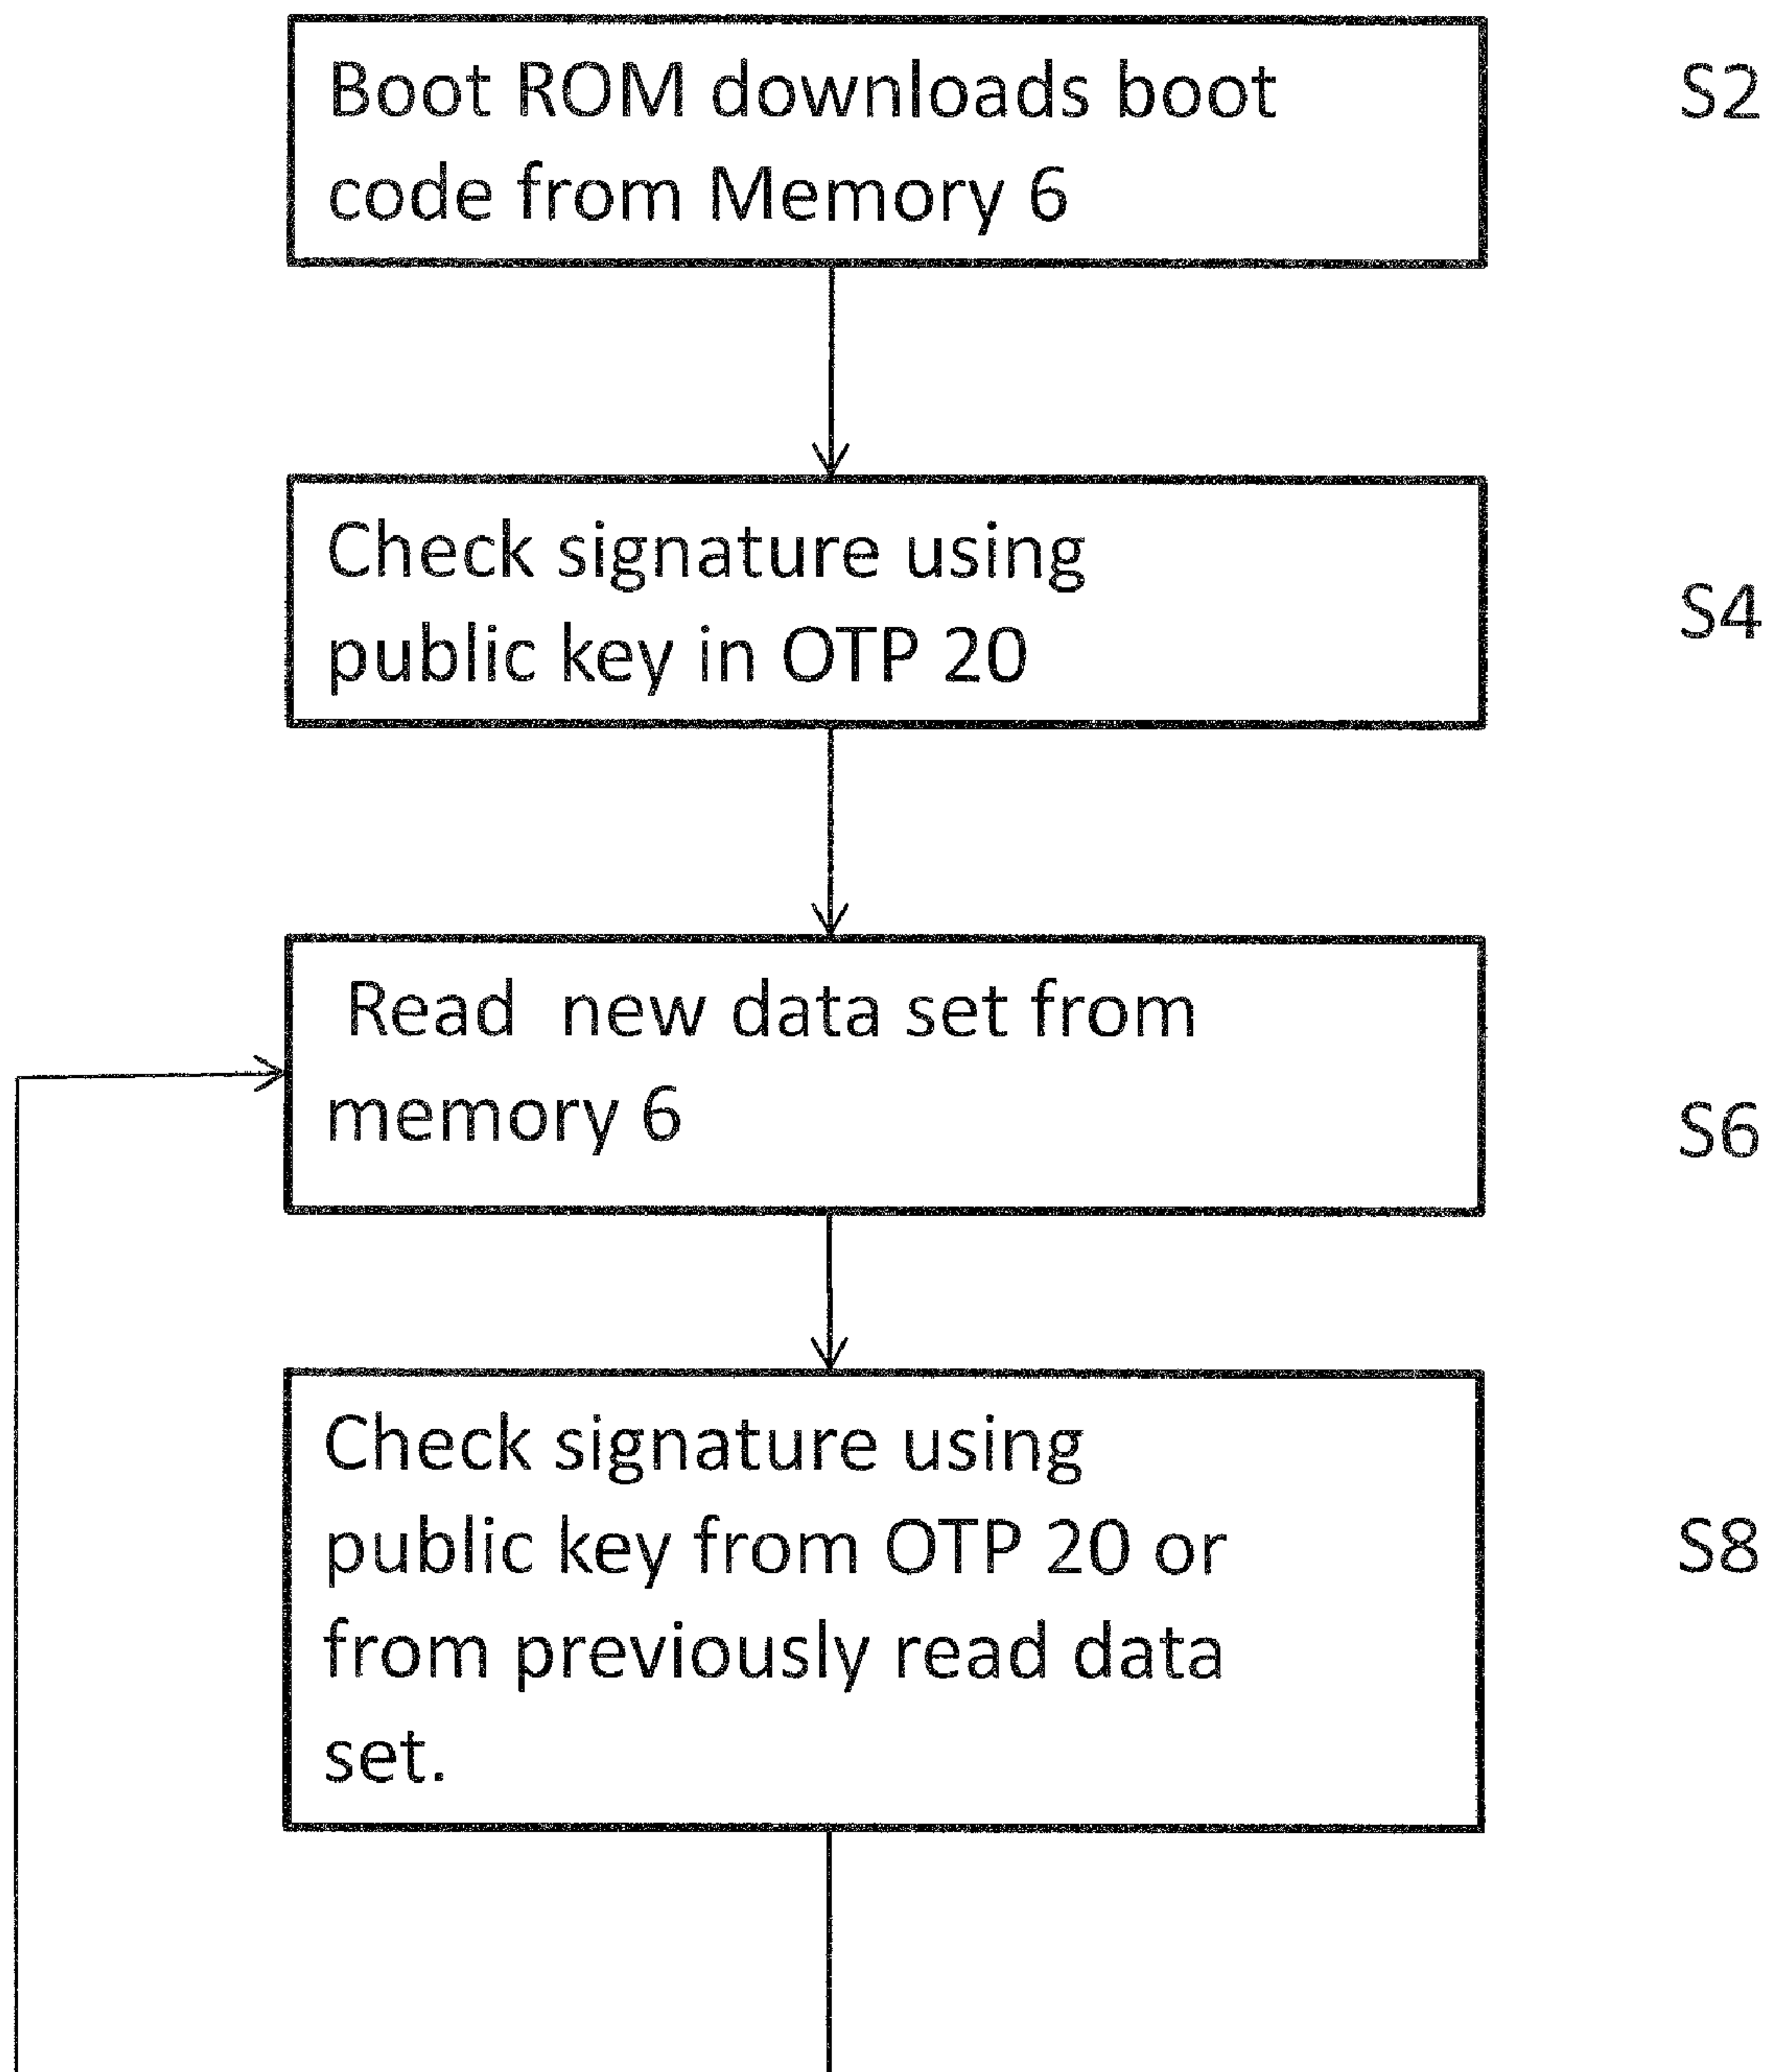 Boot ROM downloads boot
code from Memory 6
S2
Check signature using
public key in OTP 20
S4
Read new data set from
memory 6
S6
Check signature using
public key from OTP 20 or
from previously read data
set.
S8